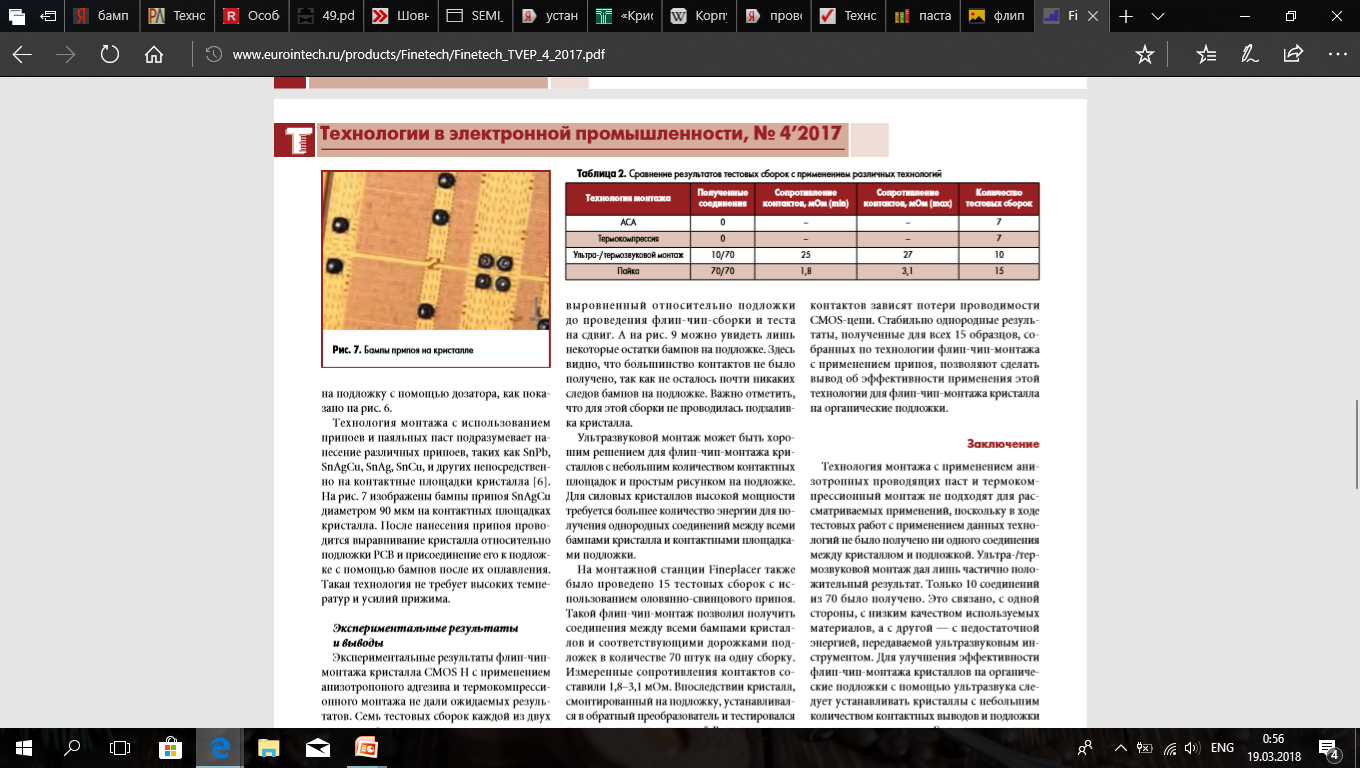 бамп
Техно
Особ
49.pd
Шовн
SEMI_
устан
«Крис
Корпу
пров
Техно
паста
флип
Fi
www.eurointech.ru/products/Finetech/Finetech_TVEP_4_2017.pdf
Технологии в электронной промышленности, № 4’2017
Рис. 7. Бампы припоя на кристалле
на подложку с помощью дозатора, как пока-
зано на рис. 6.
Технология монтажа с использованием
припоев и паяльных паст подразумевает на-
несение различных припоев, таких как SnPb,
SnAgCu, SnAg, SnCu, и других непосредствен-
но на контактные площадки кристалла [6].
На рис. 7 изображены бампы припоя SnAgCu
диаметром 90 мкм на контактных площадках
кристалла. После нанесения припоя прово-
дится выравнивание кристалла относительно
подложки PCB и присоединение его к подлож-
ке с помощью бампов после их оплавления.
Такая технология не требует высоких темпе-
ратур и усилий прижима.
Экспериментальные результаты
и выводы
Экспериментальные результаты флип-чип-
монтажа кристалла CMOS H с применением
анизотропоного адгезива и термокомпресси-
онного монтажа не дали ожидаемых резуль-
татов. Семь тестовых сборок каждой из двух
Таблица 2. Сравнение результатов тестовых сборок с применением различных технологий
Технология монтажа Полученные соединения Сопротивление контактов, мОм (min) Сопротивление контактов, мОм (max) Количество тестовых сборок
ACA 0 – – 7
Термокомпрессия 0 – – 7
Ультра-/термозвуковой монтаж 10/70 25 27 10
Пайка 70/70 1,8 3,1 15
выровненный относительно подложки
до проведения флип-чип-сборки и теста
на сдвиг. А на рис. 9 можно увидеть лишь
некоторые остатки бампов на подложке. Здесь
видно, что большинство контактов не было
получено, так как не осталось почти никаких
следов бампов на подложке. Важно отметить,
что для этой сборки не проводилась подзалив-
ка кристалла.
Ультразвуковой монтаж может быть хоро-
шим решением для флип-чип-монтажа кри-
сталлов с небольшим количеством контактных
площадок и простым рисунком на подложке.
Для силовых кристаллов высокой мощности
требуется большее количество энергии для по-
лучения однородных соединений между всеми
бампами кристалла и контактными площадка-
ми подложки.
На монтажной станции Fineplacer также
было проведено 15 тестовых сборок с ис-
пользованием оловянно-свинцового припоя.
Такой флип-чип-монтаж позволил получить
соединения между всеми бампами кристал-
лов и соответствующими дорожками под-
ложек в количестве 70 штук на одну сборку.
Измеренные сопротивления контактов со-
ставили 1,8–3,1 мОм. Впоследствии кристалл,
смонтированный на подложку, устанавливал-
ся в обратный преобразователь и тестировался
контактов зависят потери проводимости
CMOS-цепи. Стабильно однородные резуль-
таты, полученные для всех 15 образцов, со-
бранных по технологии флип-чип-монтажа
с применением припоя, позволяют сделать
вывод об эффективности применения этой
технологии для флип-чип-монтажа кристалла
на органические подложки.
Заключение
Технология монтажа с применением ани-
зотропных проводящих паст и термоком-
прессионный монтаж не подходят для рас-
сматриваемых применений, поскольку в ходе
тестовых работ с применением данных техно-
логий не было получено ни одного соединения
между кристаллом и подложкой. Ультра-/тер-
мозвуковой монтаж дал лишь частично поло-
жительный результат. Только 10 соединений
из 70 было получено. Это связано, с одной
стороны, с низким качеством используемых
материалов, а с другой — с недостаточной
энергией, передаваемой ультразвуковым ин-
струментом. Для улучшения эффективности
флип-чип-монтажа кристаллов на органиче-
ские подложки с помощью ультразвука сле-
дует устанавливать кристаллы с небольшим
количеством контактных выводов и подложки
ENG
0:56
19.03.2018
4